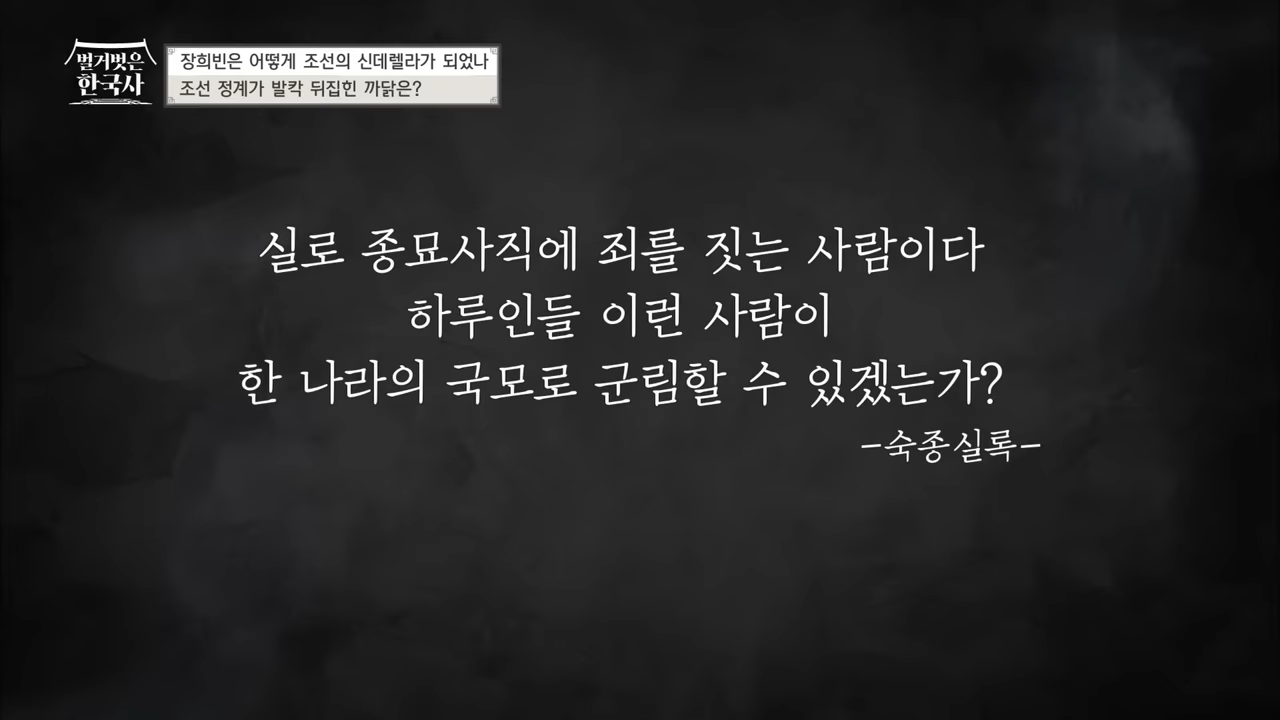 벌거벗은
한국사
장희빈은 어떻게 조선의 신데렐라가 되었나
조선 정계가 발칵 뒤집힌 까닭은?
실로 종묘사직에 죄를 짓는 사람이다
하루인들 이런 사람이
한 나라의 국모로 군림할 수 있겠는가?
-숙종실록-